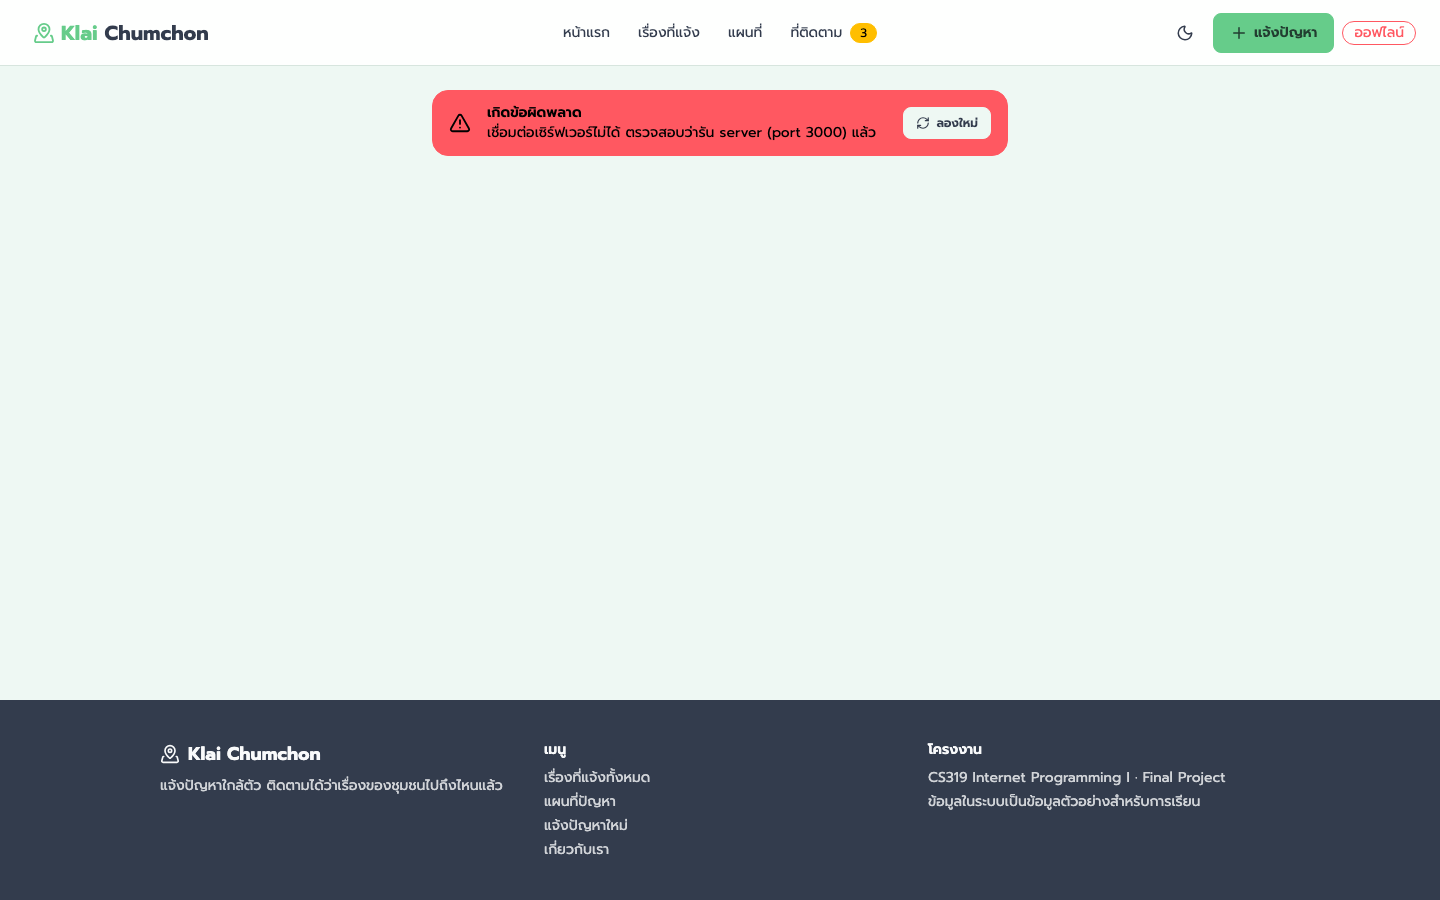 Klai Chumchon
หน้าแรก
เรื่องที่แจ้ง
แผนที่
ที่ติดตาม 3
แจ้งปัญหา
ออฟไลน์
เกิดข้อผิดพลาด
เชื่อมต่อเซิร์ฟเวอร์ไม่ได้ ตรวจสอบว่ารัน server (port 3000) แล้ว
ลองใหม่
Klai Chumchon
แจ้งปัญหาใกล้ตัว ติดตามได้ว่าเรื่องของชุมชนไปถึงไหนแล้ว
เมนู
เรื่องที่แจ้งทั้งหมด
แผนที่ปัญหา
แจ้งปัญหาใหม่
เกี่ยวกับเรา
โครงงาน
CS319 Internet Programming I · Final Project
ข้อมูลในระบบเป็นข้อมูลตัวอย่างสำหรับการเรียน